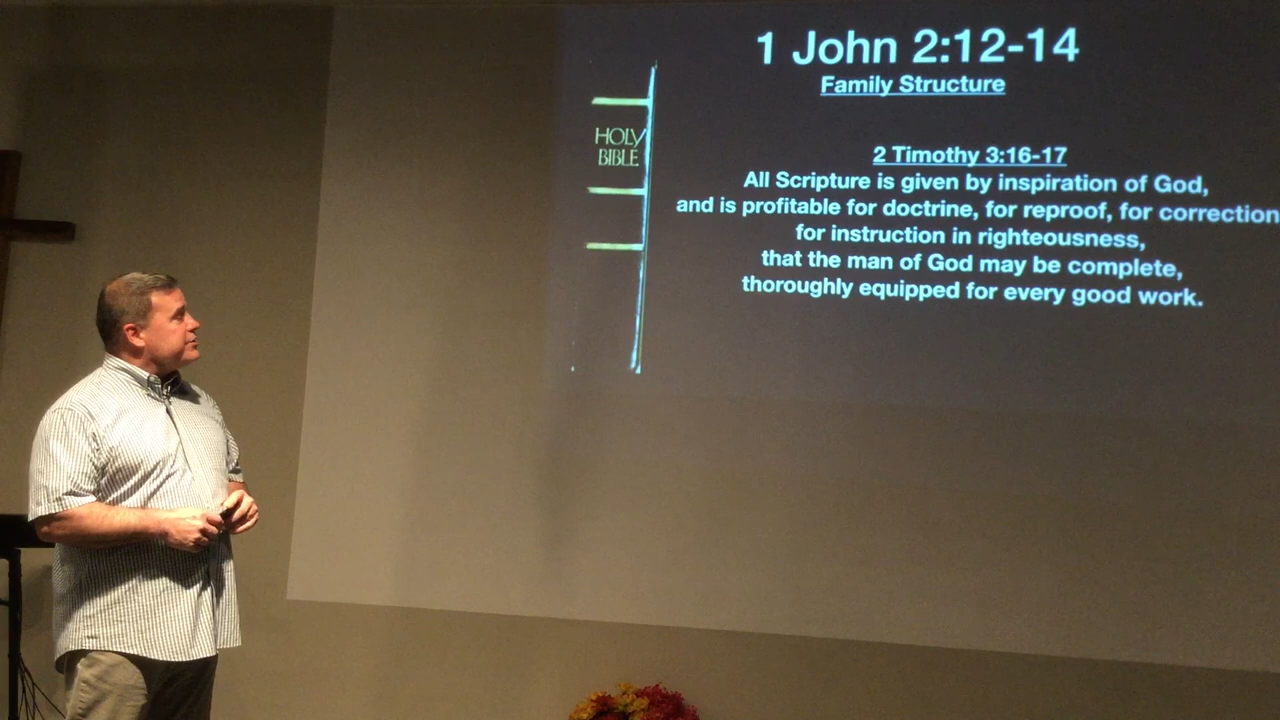 1 John 2:12-14
Family Structure
HOLY
BIBLE
2 Timothy 3:16-17
All Scripture is given by inspiration of God,
and is profitable for doctrine, for reproof, for correction
for instruction in righteousness,
that the man of God may be complete,
thoroughly equipped for every good work.